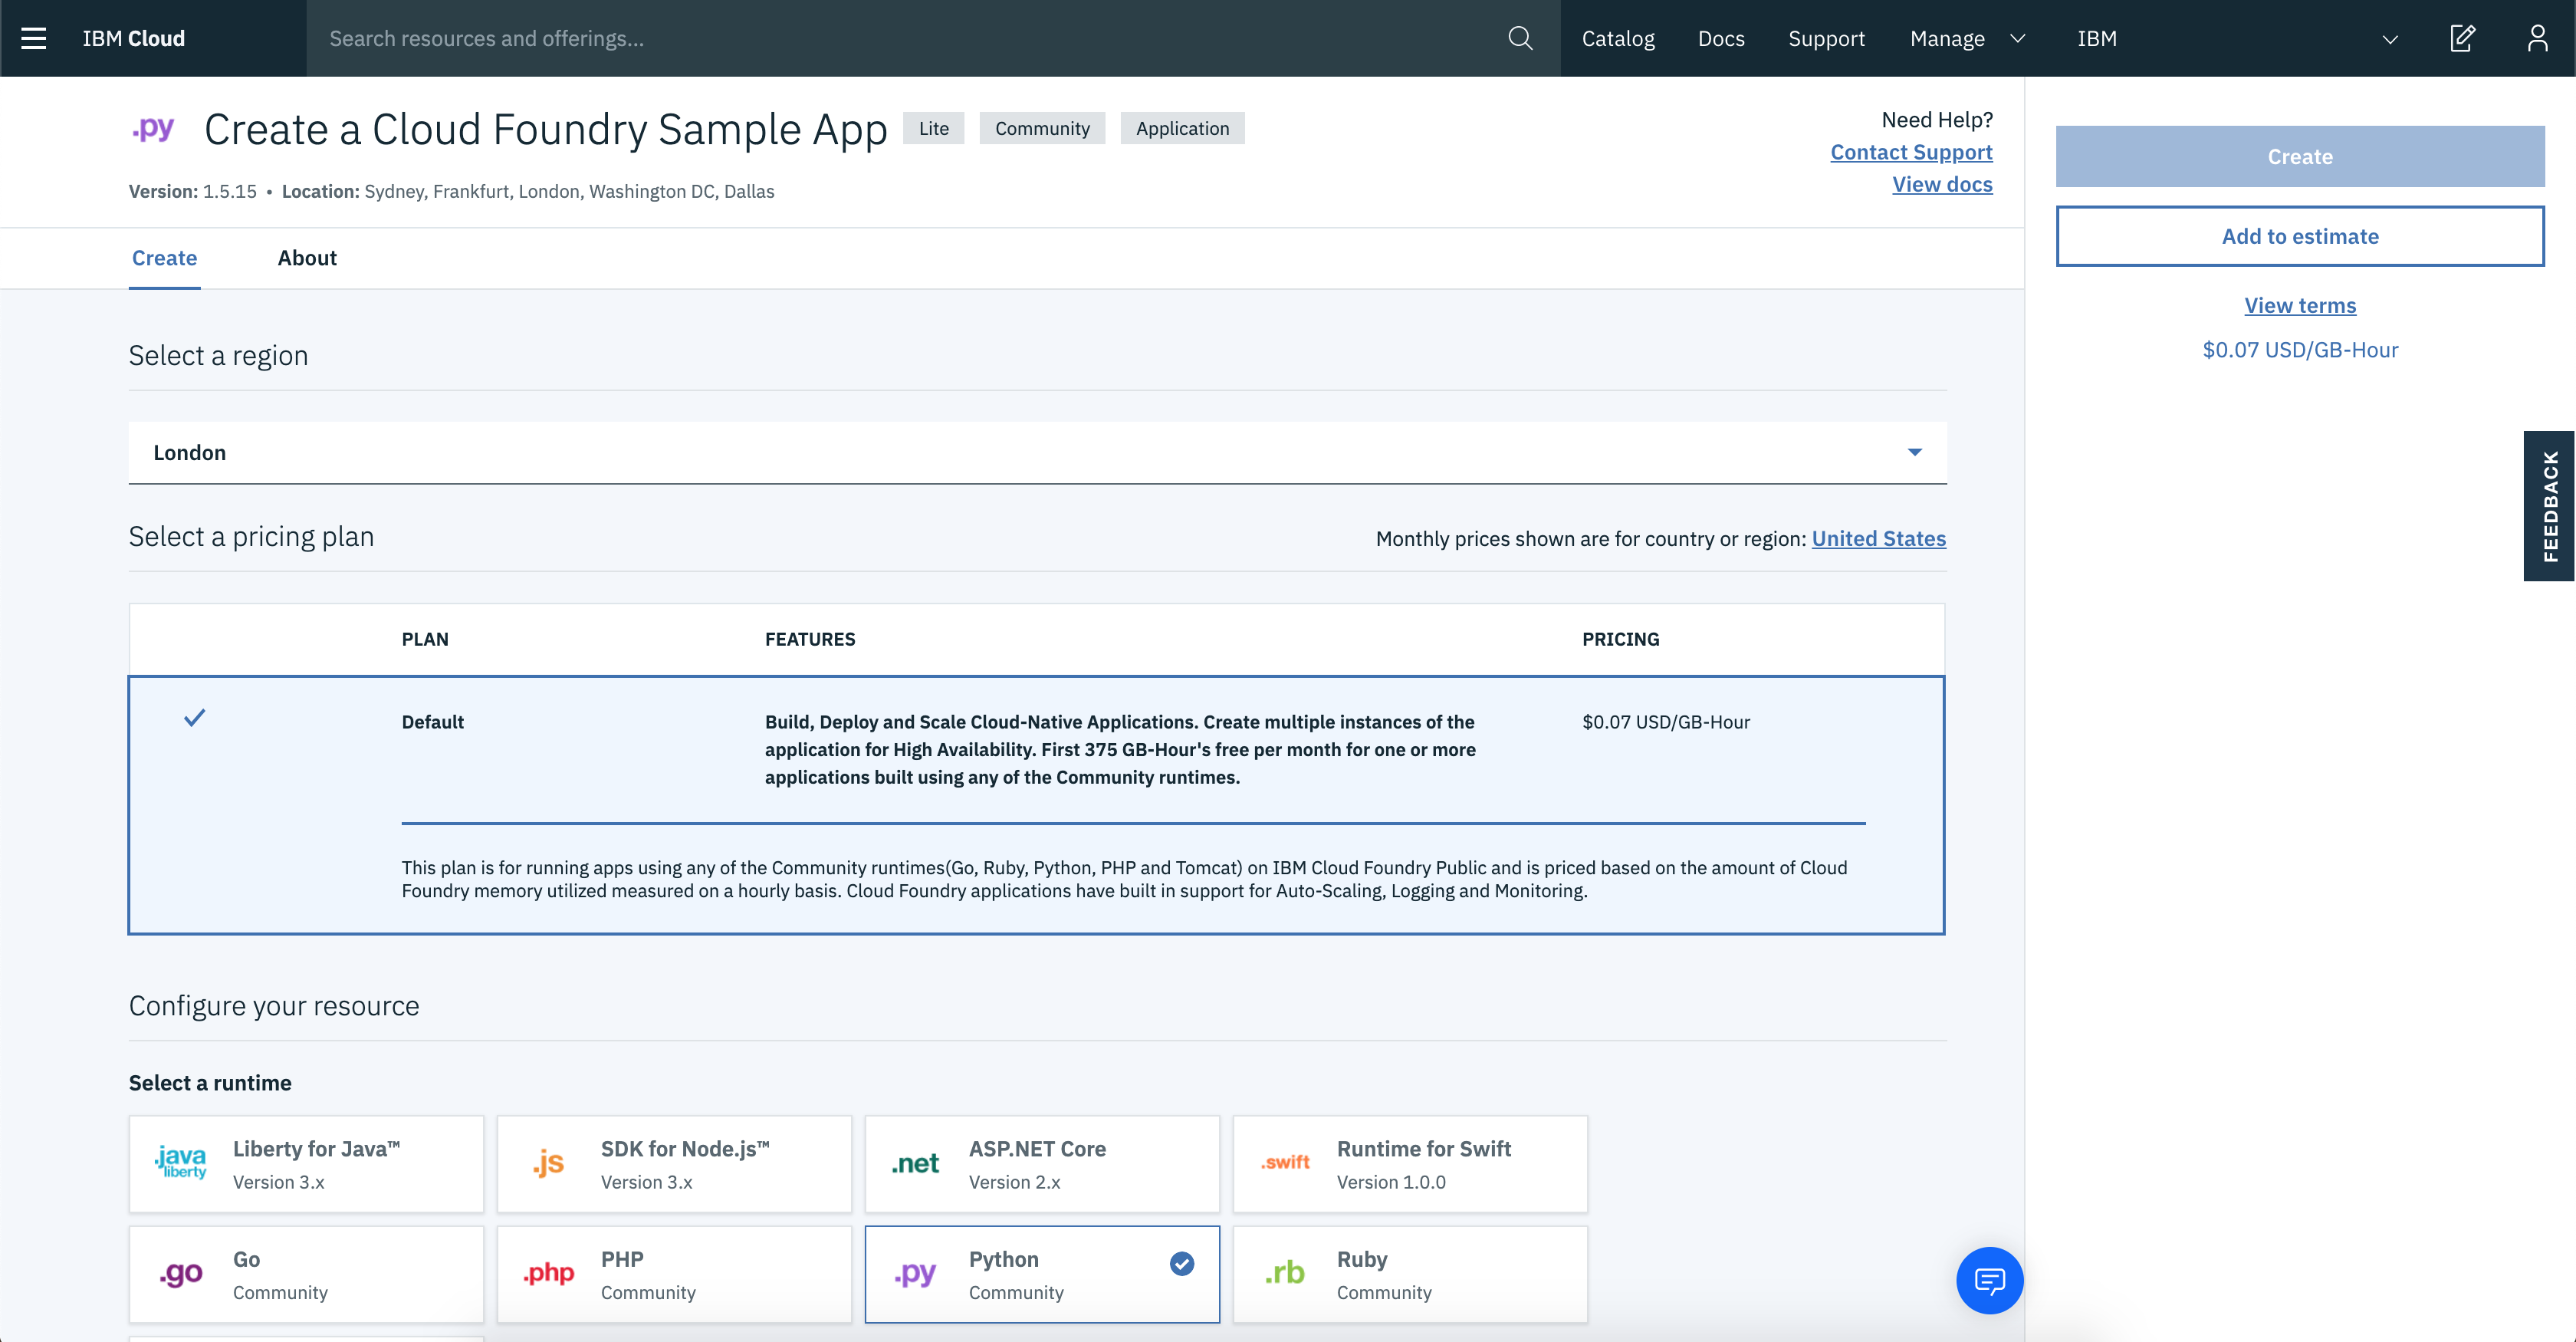 IBM Cloud
Search resources and offerings...
Catalog
Docs
Support
Manage
IBM
.py
Create a Cloud Foundry Sample App
Lite
Community
Application
Version: 1.5.15 • Location: Sydney, Frankfurt, London, Washington DC, Dallas
Need Help?
Contact Support
View docs
Create
Add to estimate
View terms
$0.07 USD/GB-Hour
FEEDBACK
Create
About
Select a region
London
Select a pricing plan
Monthly prices shown are for country or region: United States
PLAN
FEATURES
PRICING
Default
Build, Deploy and Scale Cloud-Native Applications. Create multiple instances of the
application for High Availability. First 375 GB-Hour's free per month for one or more
applications built using any of the Community runtimes.
$0.07 USD/GB-Hour
This plan is for running apps using any of the Community runtimes(Go, Ruby, Python, PHP and Tomcat) on IBM Cloud Foundry Public and is priced based on the amount of Cloud
Foundry memory utilized measured on a hourly basis. Cloud Foundry applications have built in support for Auto-Scaling, Logging and Monitoring.
Configure your resource
Select a runtime
.java
liberty
Liberty for Java™
Version 3.x
.js
SDK for Node.js™
Version 3.x
.net
ASP.NET Core
Version 2.x
.swift
Runtime for Swift
Version 1.0.0
.go
Go
Community
.php
PHP
Community
.py
Python
Community
.rb
Ruby
Community